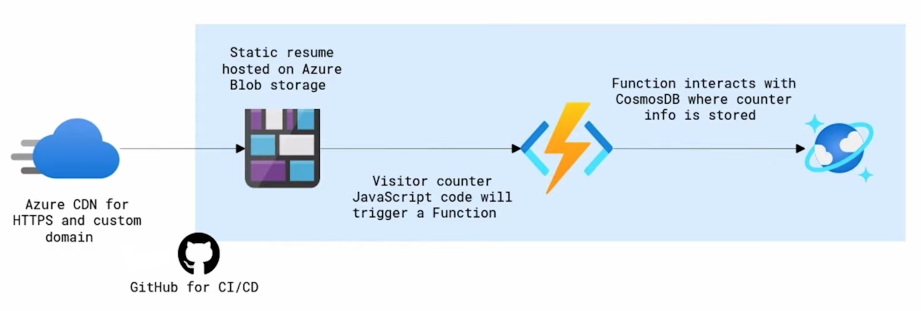 Static resume
hosted on Azure
Blob storage
Function interacts with
CosmosDB where counter
info is stored
Azure CDN for
HTTPS and custom
domain
Visitor counter
JavaScript code will
trigger a Function
GitHub for CI/CD